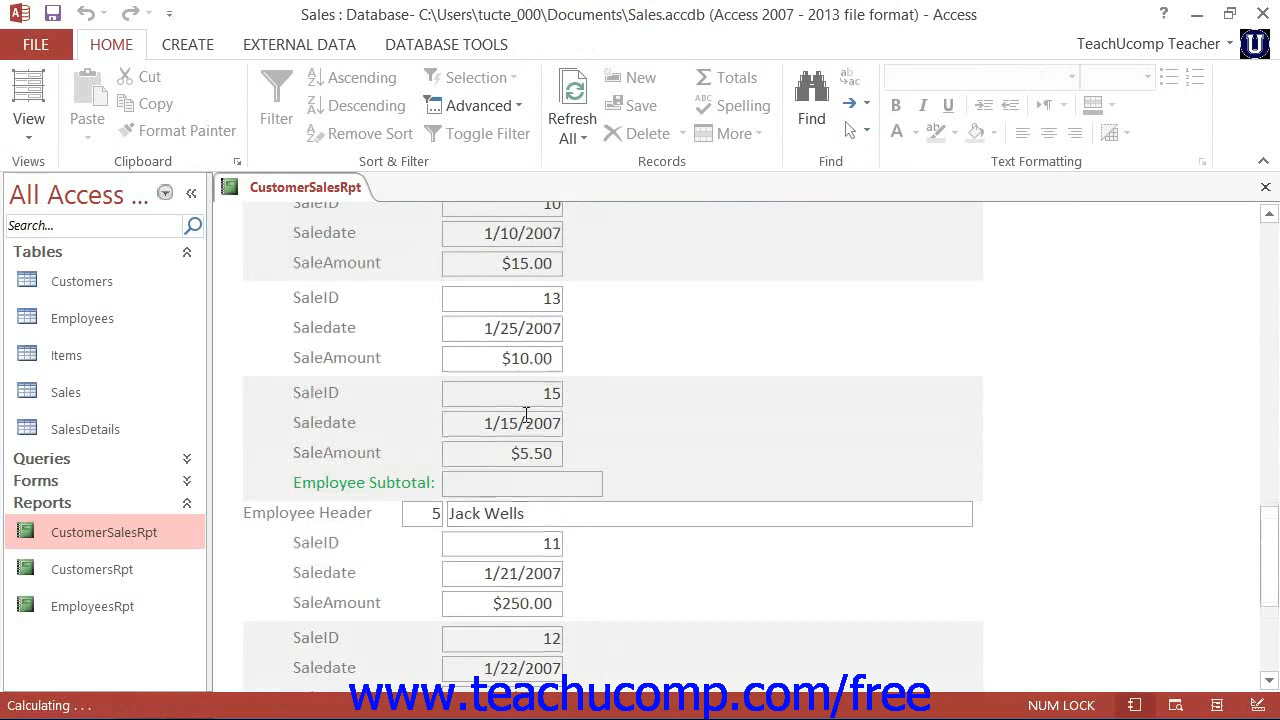 Sales : Database- C:\Users\tucte_000\Documents\Sales.accdb (Access 2007 - 2013 file format) - Access
FILE HOME CREATE EXTERNAL DATA DATABASE TOOLS TeachUcomp Teacher U
View
Views
Paste
Cut
Copy
Format Painter
Clipboard
Filter
Ascending
Descending
Remove Sort
Selection
Advanced
Toggle Filter
Sort & Filter
Refresh
All
New
Save
Delete
Totals
Spelling
More
Records
Find
Find
B I U
A
Text Formatting
All Access ...
Search...
Tables
Customers
Employees
Items
Sales
SalesDetails
Queries
Forms
Reports
CustomerSalesRpt
CustomersRpt
EmployeesRpt
CustomerSalesRpt
SaleID 10
Saledate 1/10/2007
SaleAmount $15.00
SaleID 13
Saledate 1/25/2007
SaleAmount $10.00
SaleID 15
Saledate 1/15/2007
SaleAmount $5.50
Employee Subtotal:
Employee Header 5 Jack Wells
SaleID 11
Saledate 1/21/2007
SaleAmount $250.00
SaleID 12
Saledate 1/22/2007
www.teachucomp.com/free
Calculating . . . NUM LOCK